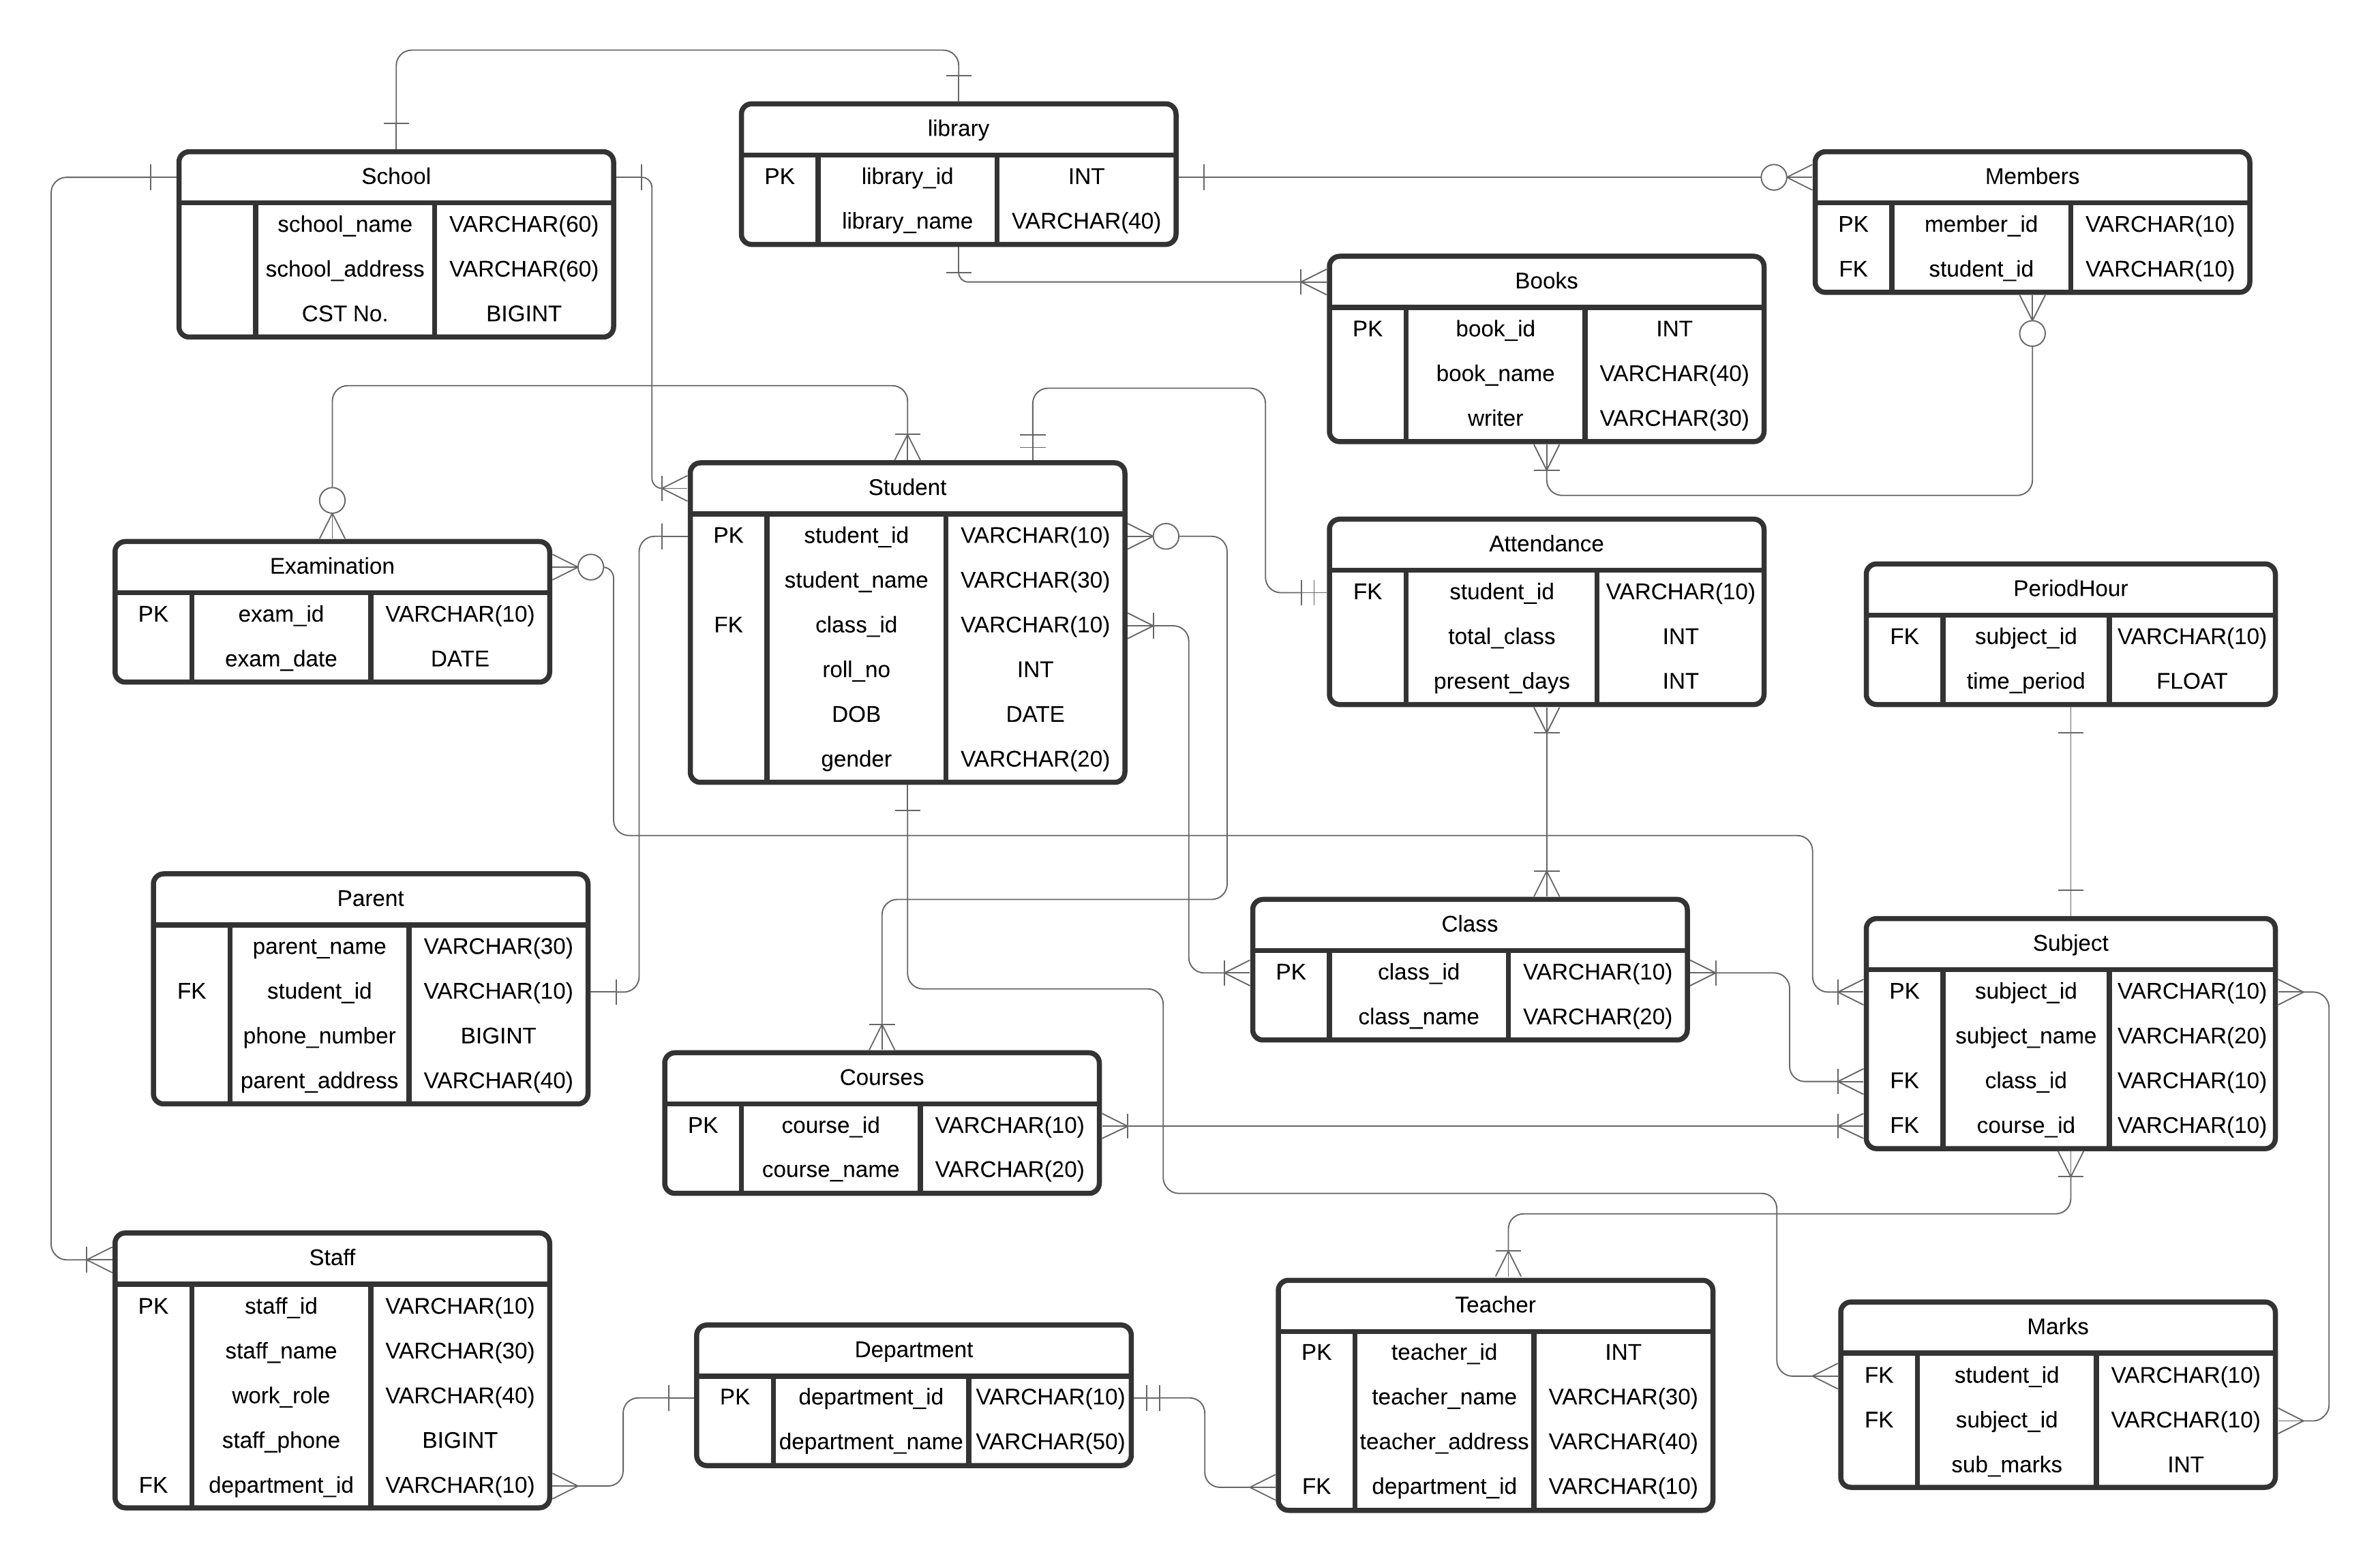 library
PK library_id INT
library_name VARCHAR(40)
School
school_name VARCHAR(60)
school_address VARCHAR(60)
CST No. BIGINT
Members
PK member_id VARCHAR(10)
FK student_id VARCHAR(10)
Books
PK book_id INT
book_name VARCHAR(40)
writer VARCHAR(30)
Student
PK student_id VARCHAR(10)
student_name VARCHAR(30)
FK class_id VARCHAR(10)
roll_no INT
DOB DATE
gender VARCHAR(20)
Attendance
FK student_id VARCHAR(10)
total_class INT
present_days INT
Examination
PK exam_id VARCHAR(10)
exam_date DATE
PeriodHour
FK subject_id VARCHAR(10)
time_period FLOAT
Parent
parent_name VARCHAR(30)
FK student_id VARCHAR(10)
phone_number BIGINT
parent_address VARCHAR(40)
Class
PK class_id VARCHAR(10)
class_name VARCHAR(20)
Subject
PK subject_id VARCHAR(10)
subject_name VARCHAR(20)
FK class_id VARCHAR(10)
FK course_id VARCHAR(10)
Courses
PK course_id VARCHAR(10)
course_name VARCHAR(20)
Staff
PK staff_id VARCHAR(10)
staff_name VARCHAR(30)
work_role VARCHAR(40)
staff_phone BIGINT
FK department_id VARCHAR(10)
Department
PK department_id VARCHAR(10)
department_name VARCHAR(50)
Teacher
PK teacher_id INT
teacher_name VARCHAR(30)
teacher_address VARCHAR(40)
FK department_id VARCHAR(10)
Marks
FK student_id VARCHAR(10)
FK subject_id VARCHAR(10)
sub_marks INT